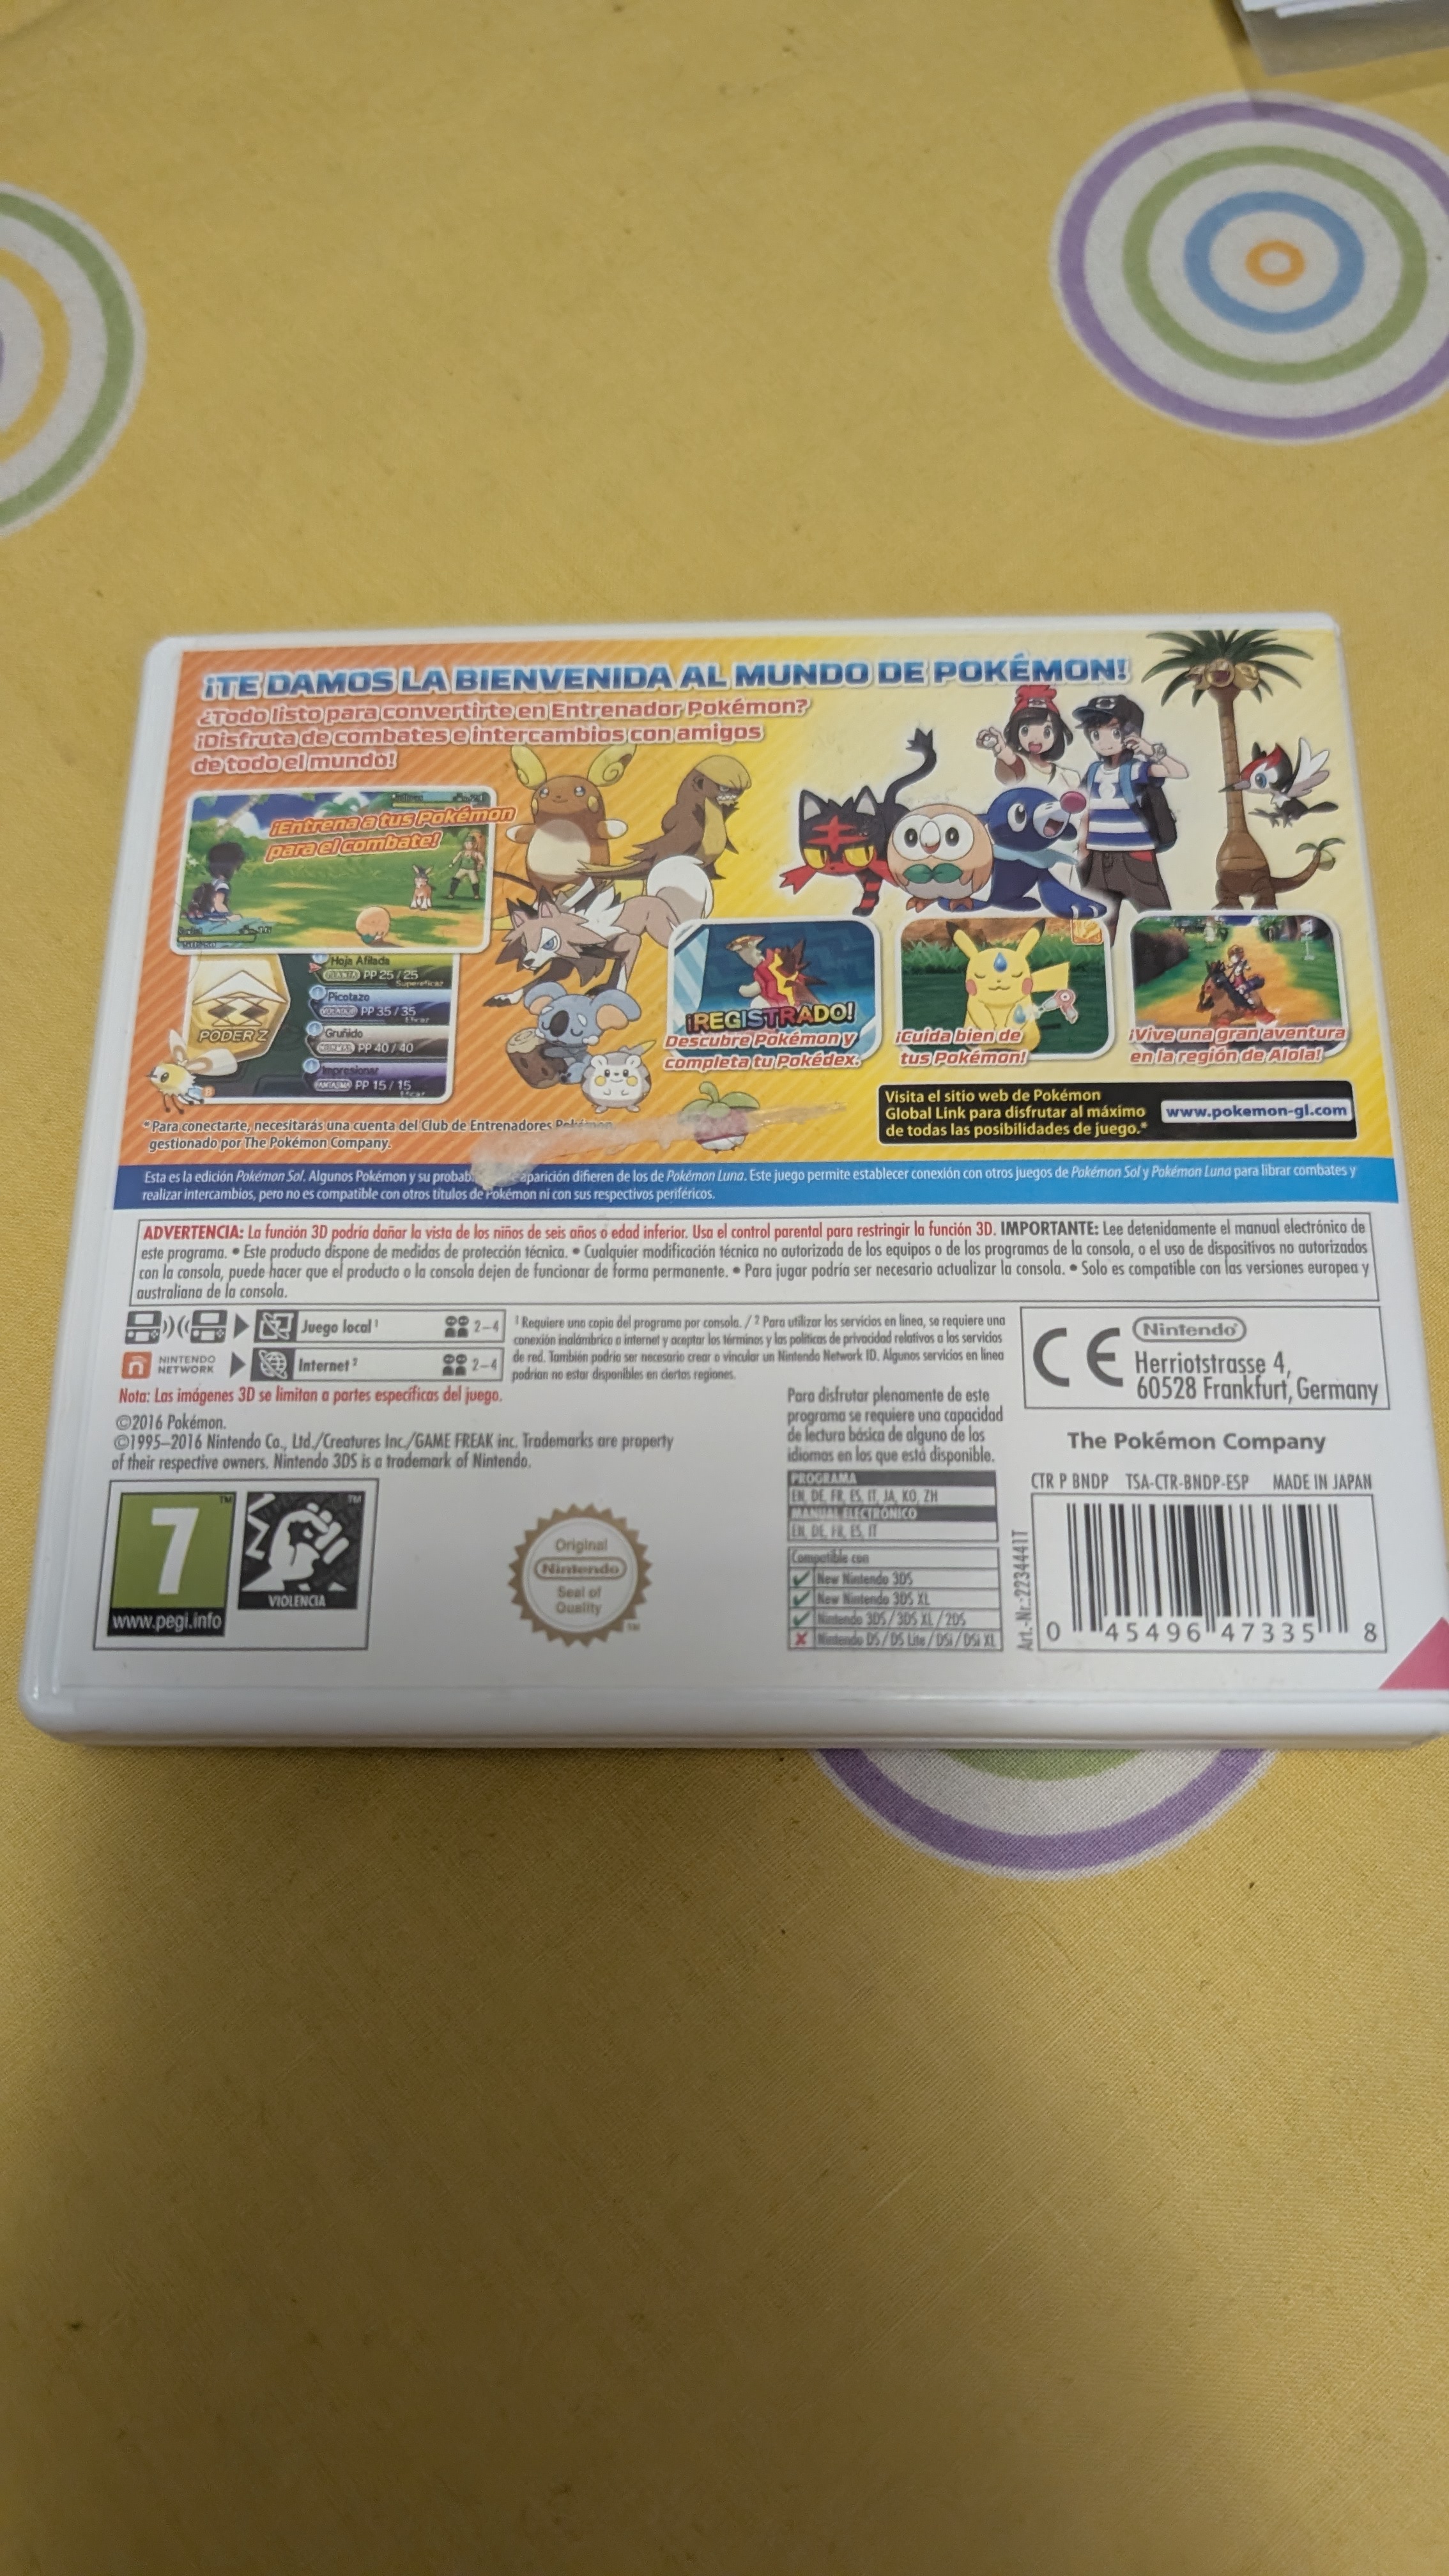 ¡TE DAMOS LA BIENVENIDA AL MUNDO DE POKÉMON!
¿Todo listo para convertirte en Entrenador Pokémon?
¡Disfruta de combates e intercambios con amigos
de todo el mundo!
¡Entrena a tus Pokémon
para el combate!
PODER Z
Hoja Afilada
PLANTA PP 25 / 25
Supereficaz
Picotazo
VOLADOR PP 35 / 35
Eficaz
Gruñido
NORMAL PP 40 / 40
Impresionar
FANTASMA PP 15 / 15
Eficaz
¡REGISTRADO!
Descubre Pokémon y
completa tu Pokédex.
¡Cuida bien de
tus Pokémon!
¡Vive una gran aventura
en la región de Alola!
Visita el sitio web de Pokémon
Global Link para disfrutar al máximo
de todas las posibilidades de juego.*
www.pokemon-gl.com
*Para conectarte, necesitarás una cuenta del Club de Entrenadores Pokémon
gestionado por The Pokémon Company.
Esta es la edición Pokémon Sol. Algunos Pokémon y su probab aparición difieren de los de Pokémon Luna. Este juego permite establecer conexión con otros juegos de Pokémon Sol y Pokémon Luna para librar combates y
realizar intercambios, pero no es compatible con otros títulos de Pokémon ni con sus respectivos periféricos.
ADVERTENCIA: La función 3D podría dañar la vista de los niños de seis años o edad inferior. Usa el control parental para restringir la función 3D. IMPORTANTE: Lee detenidamente el manual electrónico de
este programa. • Este producto dispone de medidas de protección técnica. • Cualquier modificación técnica no autorizada de los equipos o de los programas de la consola, o el uso de dispositivos no autorizados
con la consola, puede hacer que el producto o la consola dejen de funcionar de forma permanente. • Para jugar podría ser necesario actualizar la consola. • Solo es compatible con las versiones europea y
australiana de la consola.
Juego local¹ 2–4
NINTENDO
NETWORK
Internet² 2–4
¹ Requiere una copia del programa por consola. / ² Para utilizar los servicios en línea, se requiere una
conexión inalámbrica a internet y aceptar los términos y las políticas de privacidad relativos a los servicios
de red. También podría ser necesario crear o vincular un Nintendo Network ID. Algunos servicios en línea
podrían no estar disponibles en ciertas regiones.
Nota: Las imágenes 3D se limitan a partes específicas del juego.
©2016 Pokémon.
©1995–2016 Nintendo Co., Ltd./Creatures Inc./GAME FREAK inc. Trademarks are property
of their respective owners. Nintendo 3DS is a trademark of Nintendo.
Para disfrutar plenamente de este
programa se requiere una capacidad
de lectura básica de alguno de los
idiomas en los que está disponible.
CE
Nintendo®
Herriotstrasse 4,
60528 Frankfurt, Germany
The Pokémon Company
CTR P BNDP TSA-CTR-BNDP-ESP MADE IN JAPAN
7
www.pegi.info
VIOLENCIA
TM
Original
Nintendo
Seal of
Quality
TM
PROGRAMA
EN, DE, FR, ES, IT, JA, KO, ZH
MANUAL ELECTRÓNICO
EN, DE, FR, ES, IT
Compatible con
New Nintendo 3DS
New Nintendo 3DS XL
Nintendo 3DS / 3DS XL / 2DS
Nintendo DS / DS Lite / DSi / DSi XL
Art.-Nr.:2234441T
0 45496 47335 8